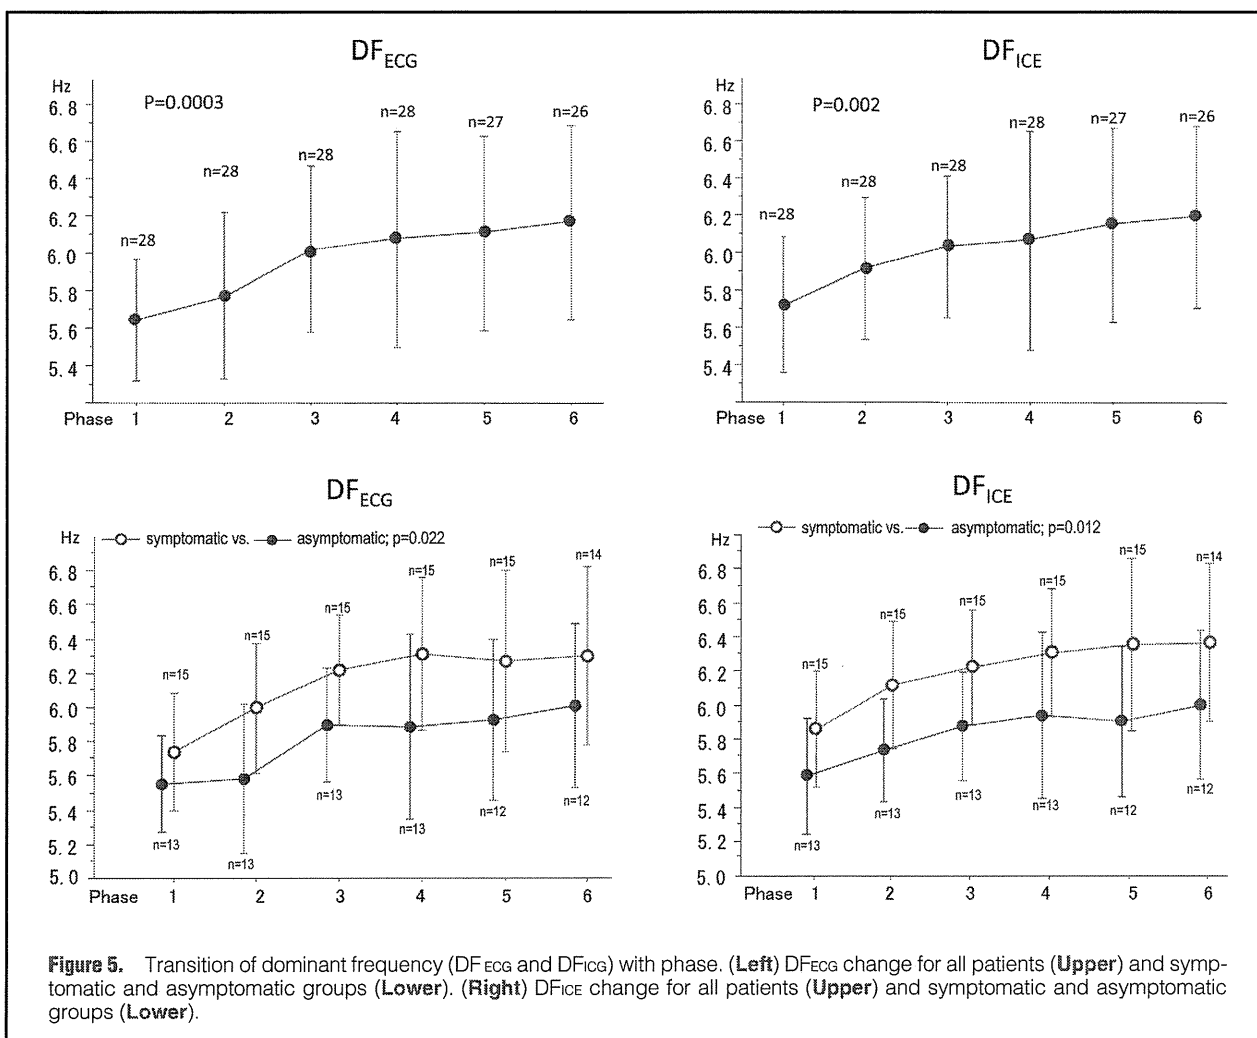 DF_ECG
Hz
P=0.0003
6.8
6.6
6.4
6.2
6.0
5.8
5.6
5.4
n=28
n=28
n=28
n=28
n=27
n=26
Phase 1 2 3 4 5 6
DF_ICE
Hz
P=0.002
6.8
6.6
6.4
6.2
6.0
5.8
5.6
5.4
n=28
n=28
n=28
n=28
n=27
n=26
Phase 1 2 3 4 5 6
DF_ECG
symptomatic vs. asymptomatic; p=0.022
Hz
6.8
6.6
6.4
6.2
6.0
5.8
5.6
5.4
5.2
5.0
n=15
n=15
n=15
n=15
n=15
n=14
n=13
n=13
n=13
n=13
n=12
n=12
Phase 1 2 3 4 5 6
DF_ICE
symptomatic vs. asymptomatic; p=0.012
Hz
6.8
6.6
6.4
6.2
6.0
5.8
5.6
5.4
5.2
5.0
n=15
n=15
n=15
n=15
n=15
n=14
n=13
n=13
n=13
n=13
n=12
n=12
Phase 1 2 3 4 5 6
Figure 5. Transition of dominant frequency (DFECG and DFICG) with phase. (Left) DFECG change for all patients (Upper) and symp-
tomatic and asymptomatic groups (Lower). (Right) DFICE change for all patients (Upper) and symptomatic and asymptomatic
groups (Lower).